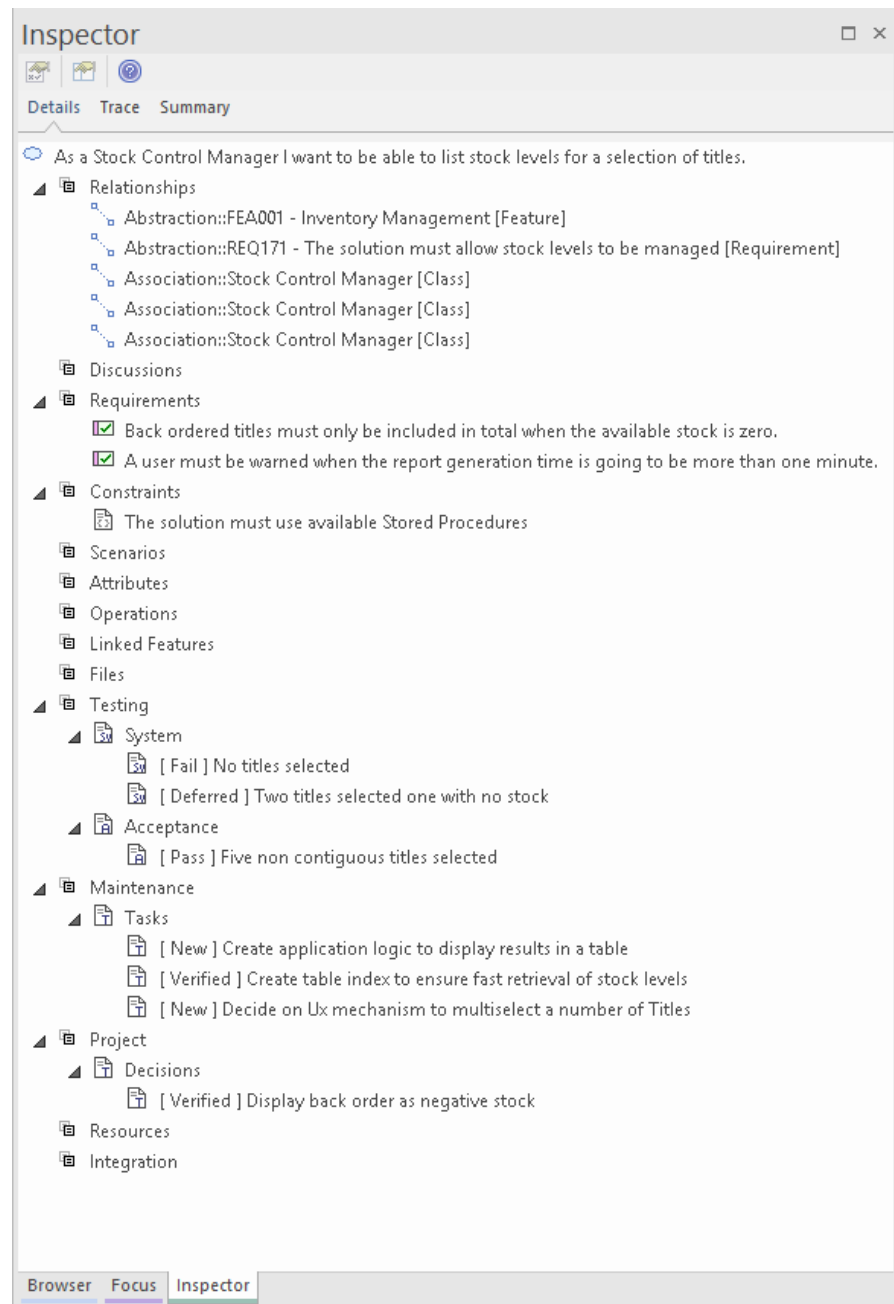 Inspector
Details Trace Summary
As a Stock Control Manager I want to be able to list stock levels for a selection of titles.
Relationships
Abstraction::FEA001 - Inventory Management [Feature]
Abstraction::REQ171 - The solution must allow stock levels to be managed [Requirement]
Association::Stock Control Manager [Class]
Association::Stock Control Manager [Class]
Association::Stock Control Manager [Class]
Discussions
Requirements
Back ordered titles must only be included in total when the available stock is zero.
A user must be warned when the report generation time is going to be more than one minute.
Constraints
The solution must use available Stored Procedures
Scenarios
Attributes
Operations
Linked Features
Files
Testing
System
[ Fail ] No titles selected
[ Deferred ] Two titles selected one with no stock
Acceptance
[ Pass ] Five non contiguous titles selected
Maintenance
Tasks
[ New ] Create application logic to display results in a table
[ Verified ] Create table index to ensure fast retrieval of stock levels
[ New ] Decide on Ux mechanism to multiselect a number of Titles
Project
Decisions
[ Verified ] Display back order as negative stock
Resources
Integration
Browser Focus Inspector